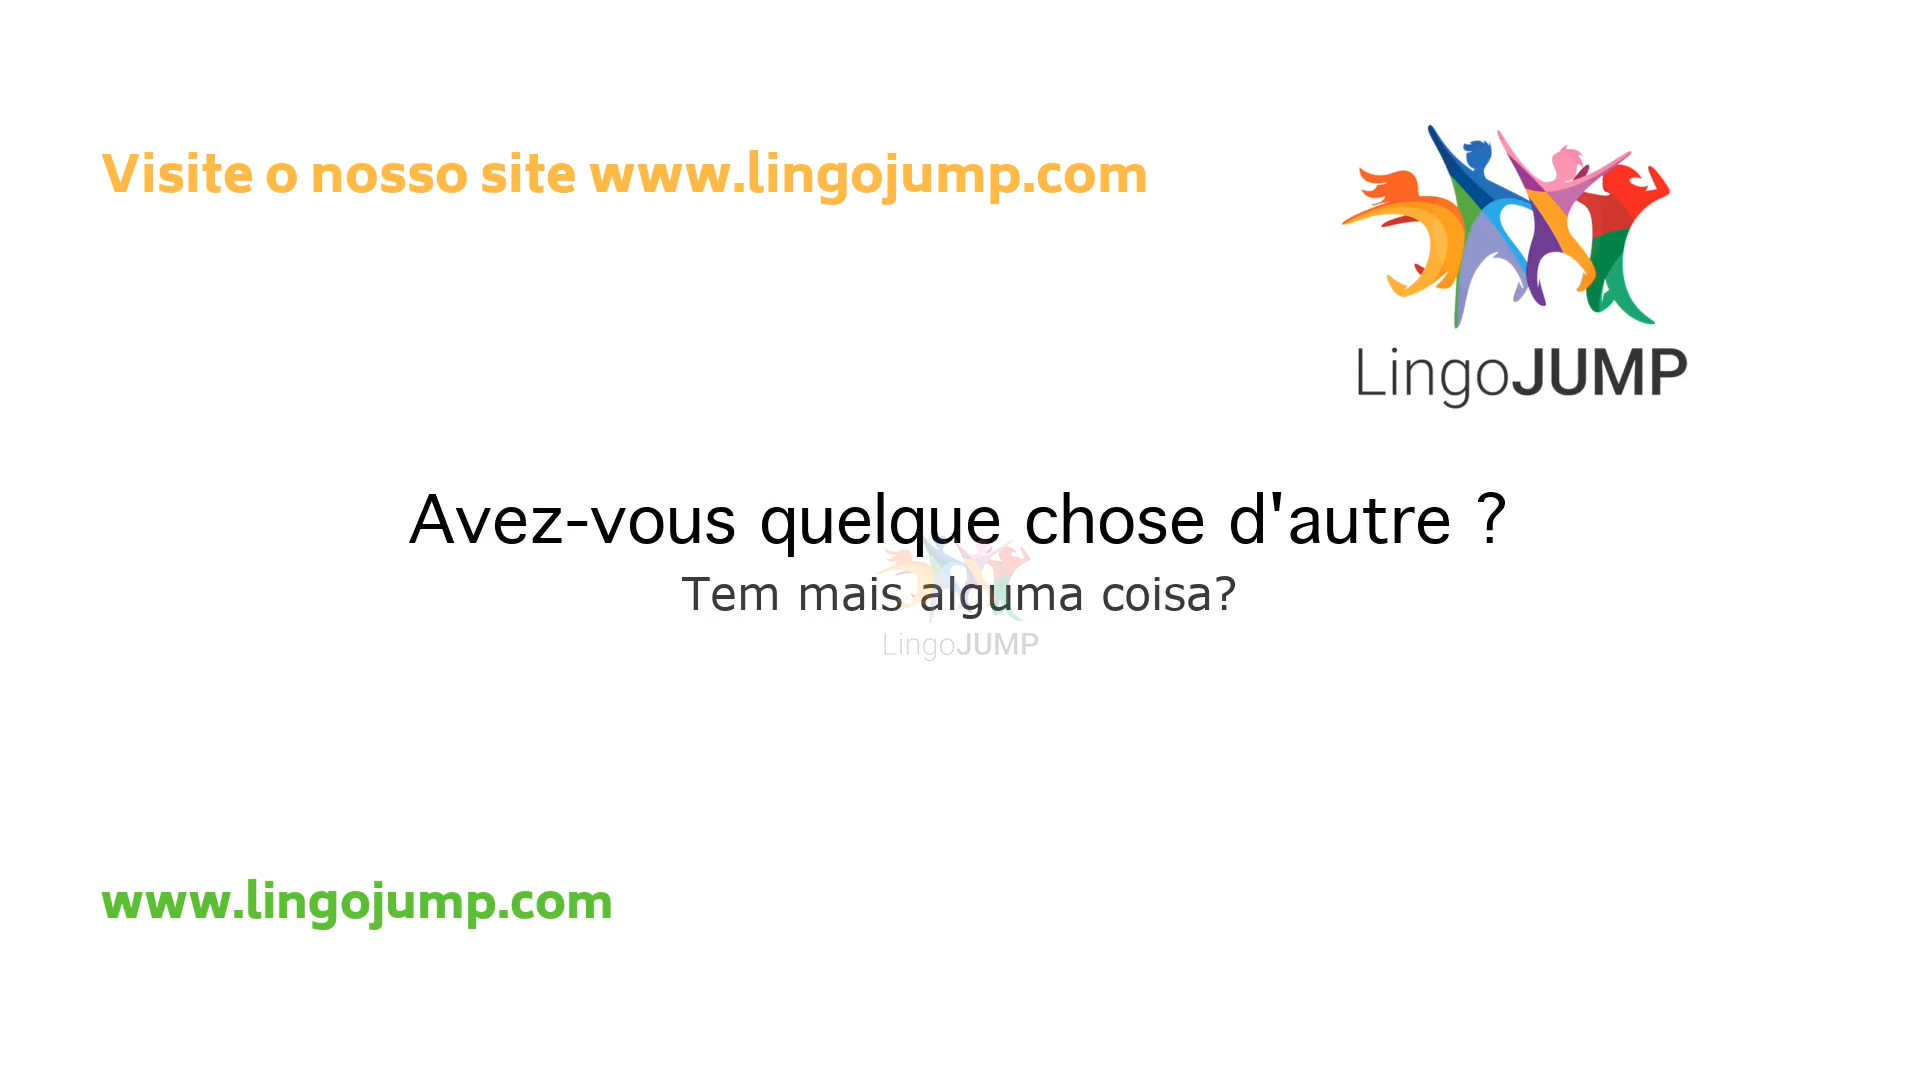 Visite o nosso site www.lingojump.com
LingoJUMP
Avez-vous quelque chose d'autre ?
Tem mais alguma coisa?
LingoJUMP
www.lingojump.com